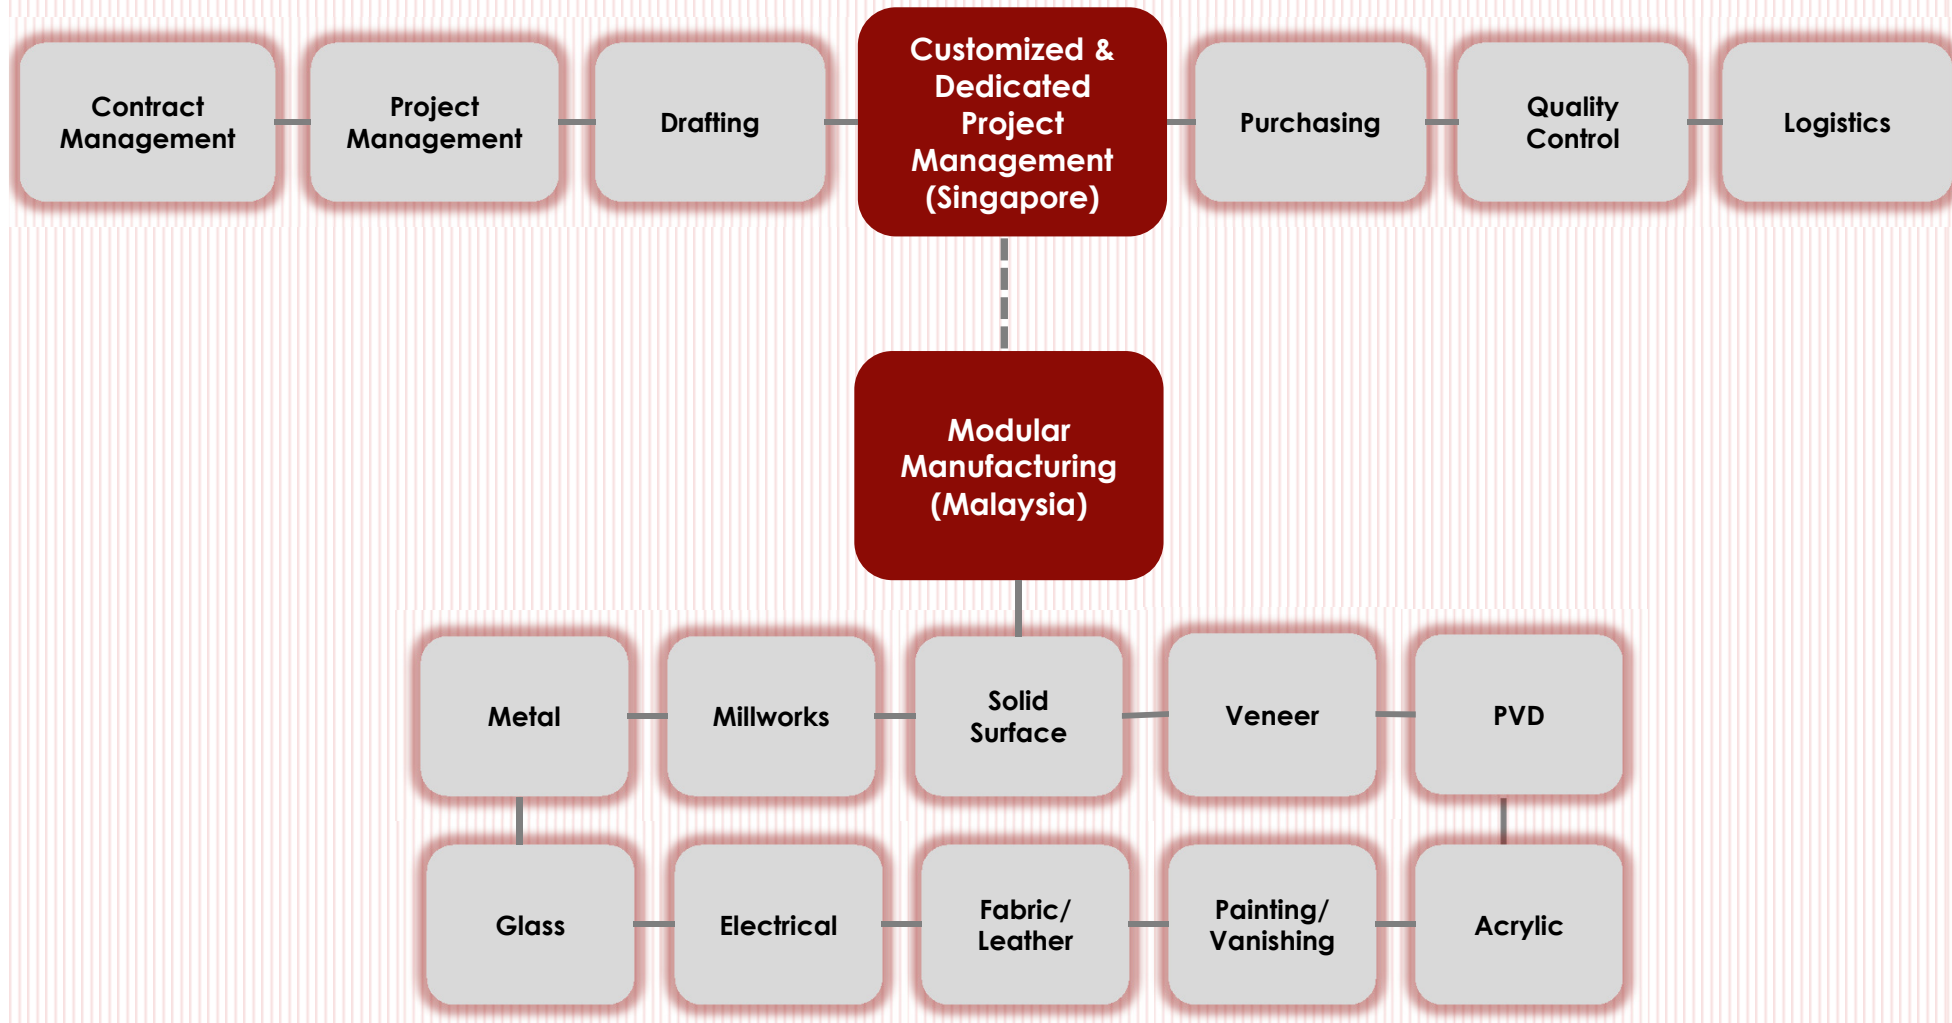 Contract
Management
Project
Management
Drafting
Customized &
Dedicated
Project
Management
(Singapore)
Purchasing
Quality
Control
Logistics
Modular
Manufacturing
(Malaysia)
Metal
Millworks
Solid
Surface
Veneer
PVD
Glass
Electrical
Fabric/
Leather
Painting/
Vanishing
Acrylic